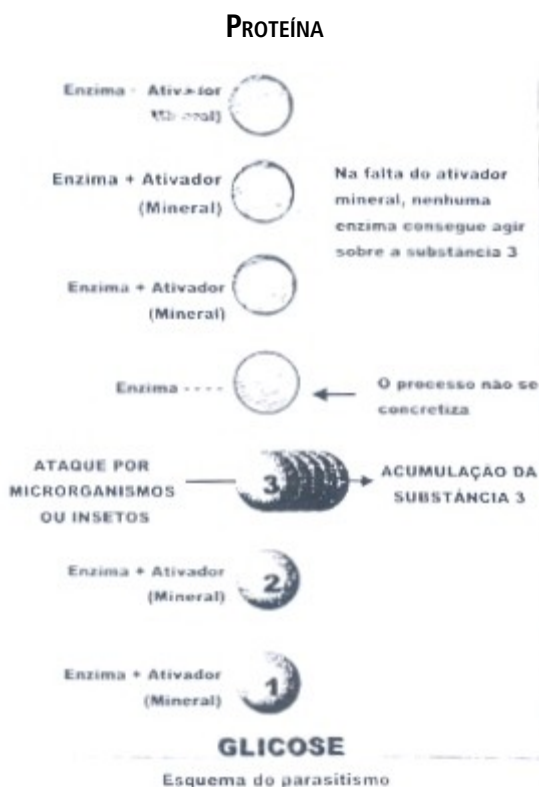 PROTEÍNA
Enzima - Ativador
(Mineral)
Enzima + Ativador
(Mineral)
Na falta do ativador
mineral, nenhuma
enzima consegue agir
sobre a substância 3
Enzima + Ativador
(Mineral)
Enzima ----
O processo não se
concretiza
ATAQUE POR
MICRORGANISMOS
OU INSETOS
3
ACUMULAÇÃO DA
SUBSTÂNCIA 3
Enzima + Ativador
(Mineral)
2
Enzima + Ativador
(Mineral)
1
GLICOSE
Esquema do parasitismo